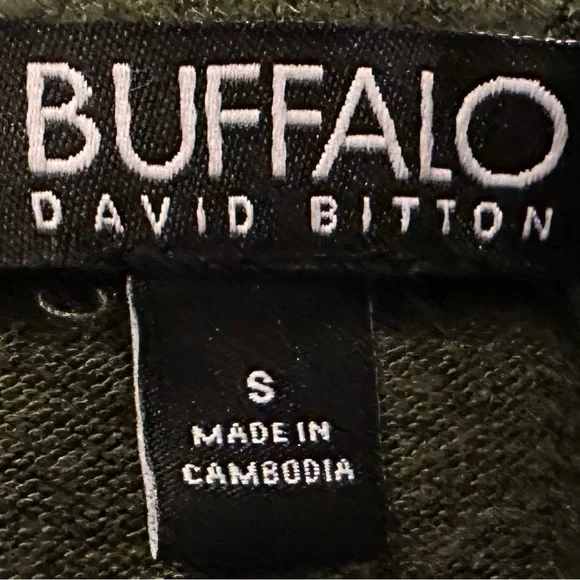 BUFFALO
DAVID BITTON
S
MADE IN
CAMBODIA